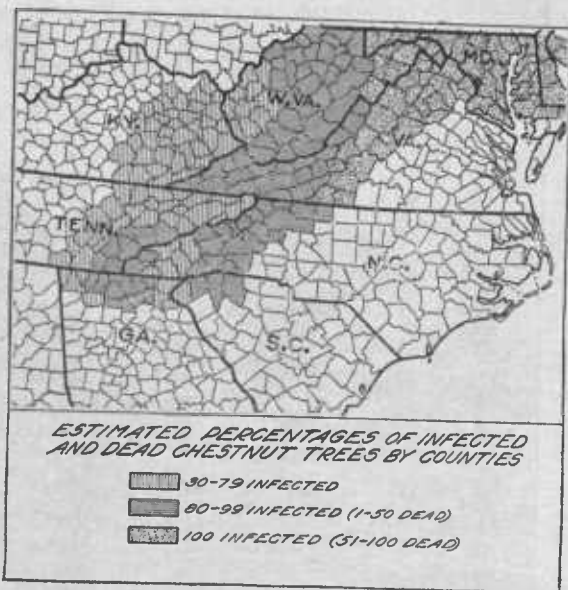 MD.
W.VA.
KY.
VA.
TENN.
N.C.
GA.
S.C.
ESTIMATED PERCENTAGES OF INFECTED
AND DEAD CHESTNUT TREES BY COUNTIES
30-79 INFECTED
80-99 INFECTED (1-50 DEAD)
100 INFECTED (51-100 DEAD)